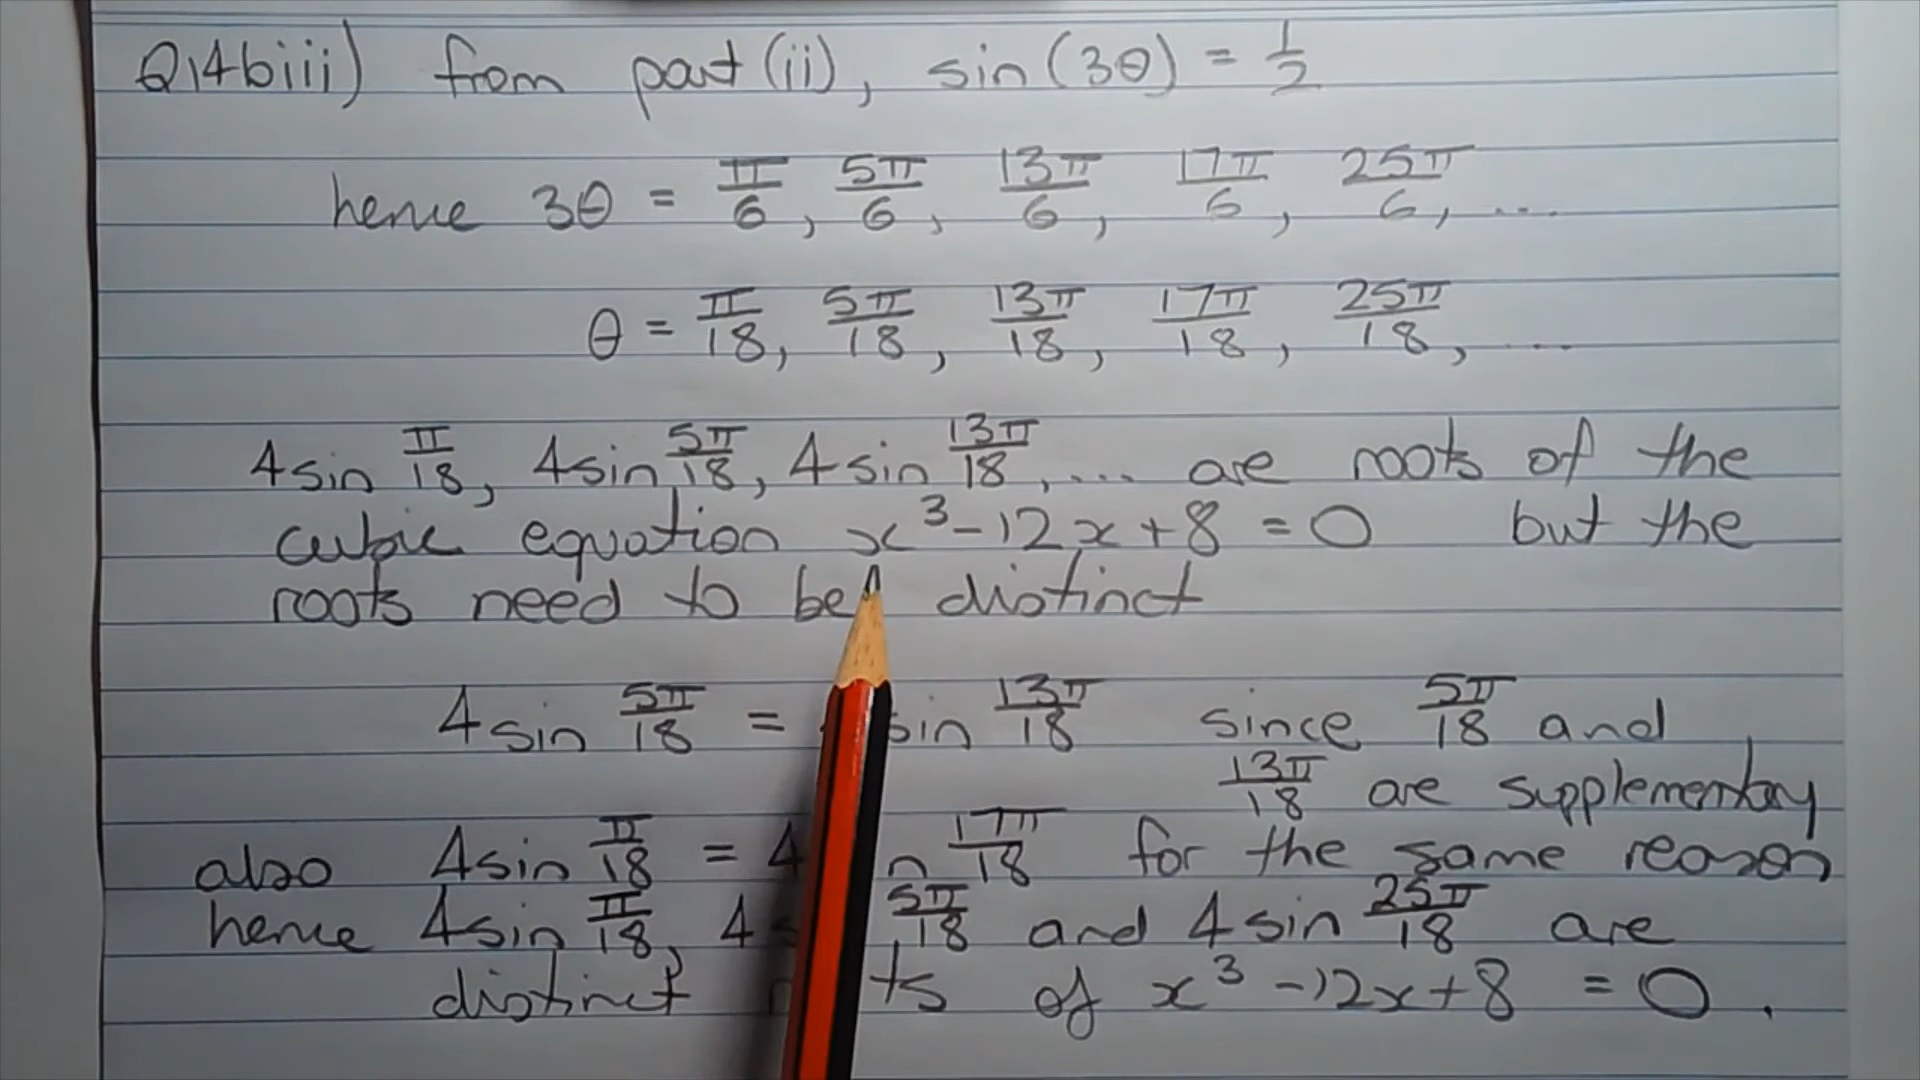 Q14biii) from part (ii), sin(3θ) = 1/2
hence 3θ = π/6, 5π/6, 13π/6, 17π/6, 25π/6, ...
θ = π/18, 5π/18, 13π/18, 17π/18, 25π/18, ...
4sin π/18, 4sin 5π/18, 4sin 13π/18, ... are roots of the
cubic equation x³ - 12x + 8 = 0 but the
roots need to be distinct
4sin 5π/18 = sin 13π/18 since 5π/18 and
13π/18 are supplementary
also 4sin π/18 = 4 17π/18 for the same reason
hence 4sin π/18, 4 5π/18 and 4sin 25π/18 are
distinct of x³ - 12x + 8 = 0.